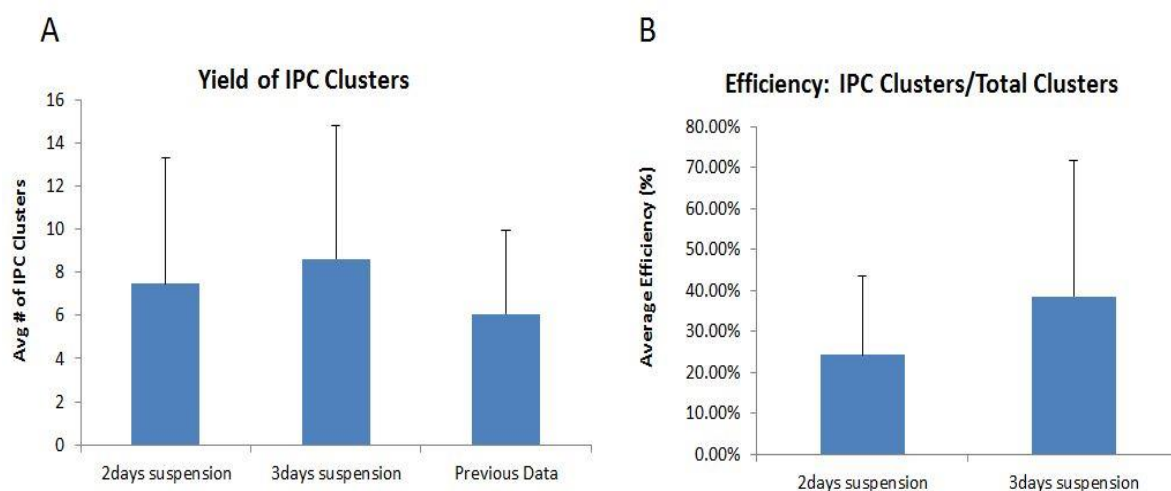 A
Yield of IPC Clusters
Avg # of IPC Clusters
16
14
12
10
8
6
4
2
0
2days suspension
3days suspension
Previous Data
B
Efficiency: IPC Clusters/Total Clusters
Average Efficiency (%)
80.00%
70.00%
60.00%
50.00%
40.00%
30.00%
20.00%
10.00%
0.00%
2days suspension
3days suspension